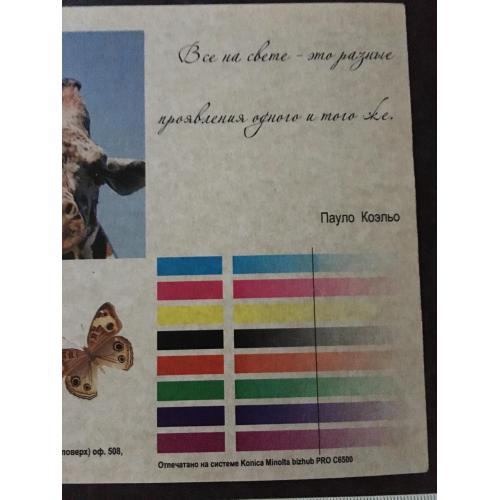 Все на свете - это разные
проявления одного и того же.
Пауло Коэльо
поверх) оф. 508,
Отпечатано на системе Konica Minolta bizhub PRO C6500